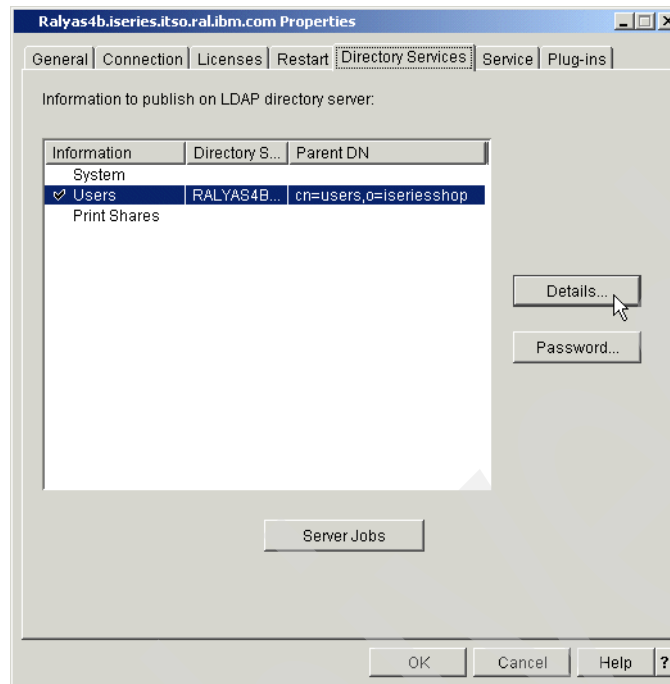 Ralyas4b.iseries.itso.ral.ibm.com Properties
General Connection Licenses Restart Directory Services Service Plug-ins
Information to publish on LDAP directory server:
Information Directory S... Parent DN
System
Users RALYAS4B... cn=users,o=iseriesshop
Print Shares
Details...
Password...
Server Jobs
OK Cancel Help ?